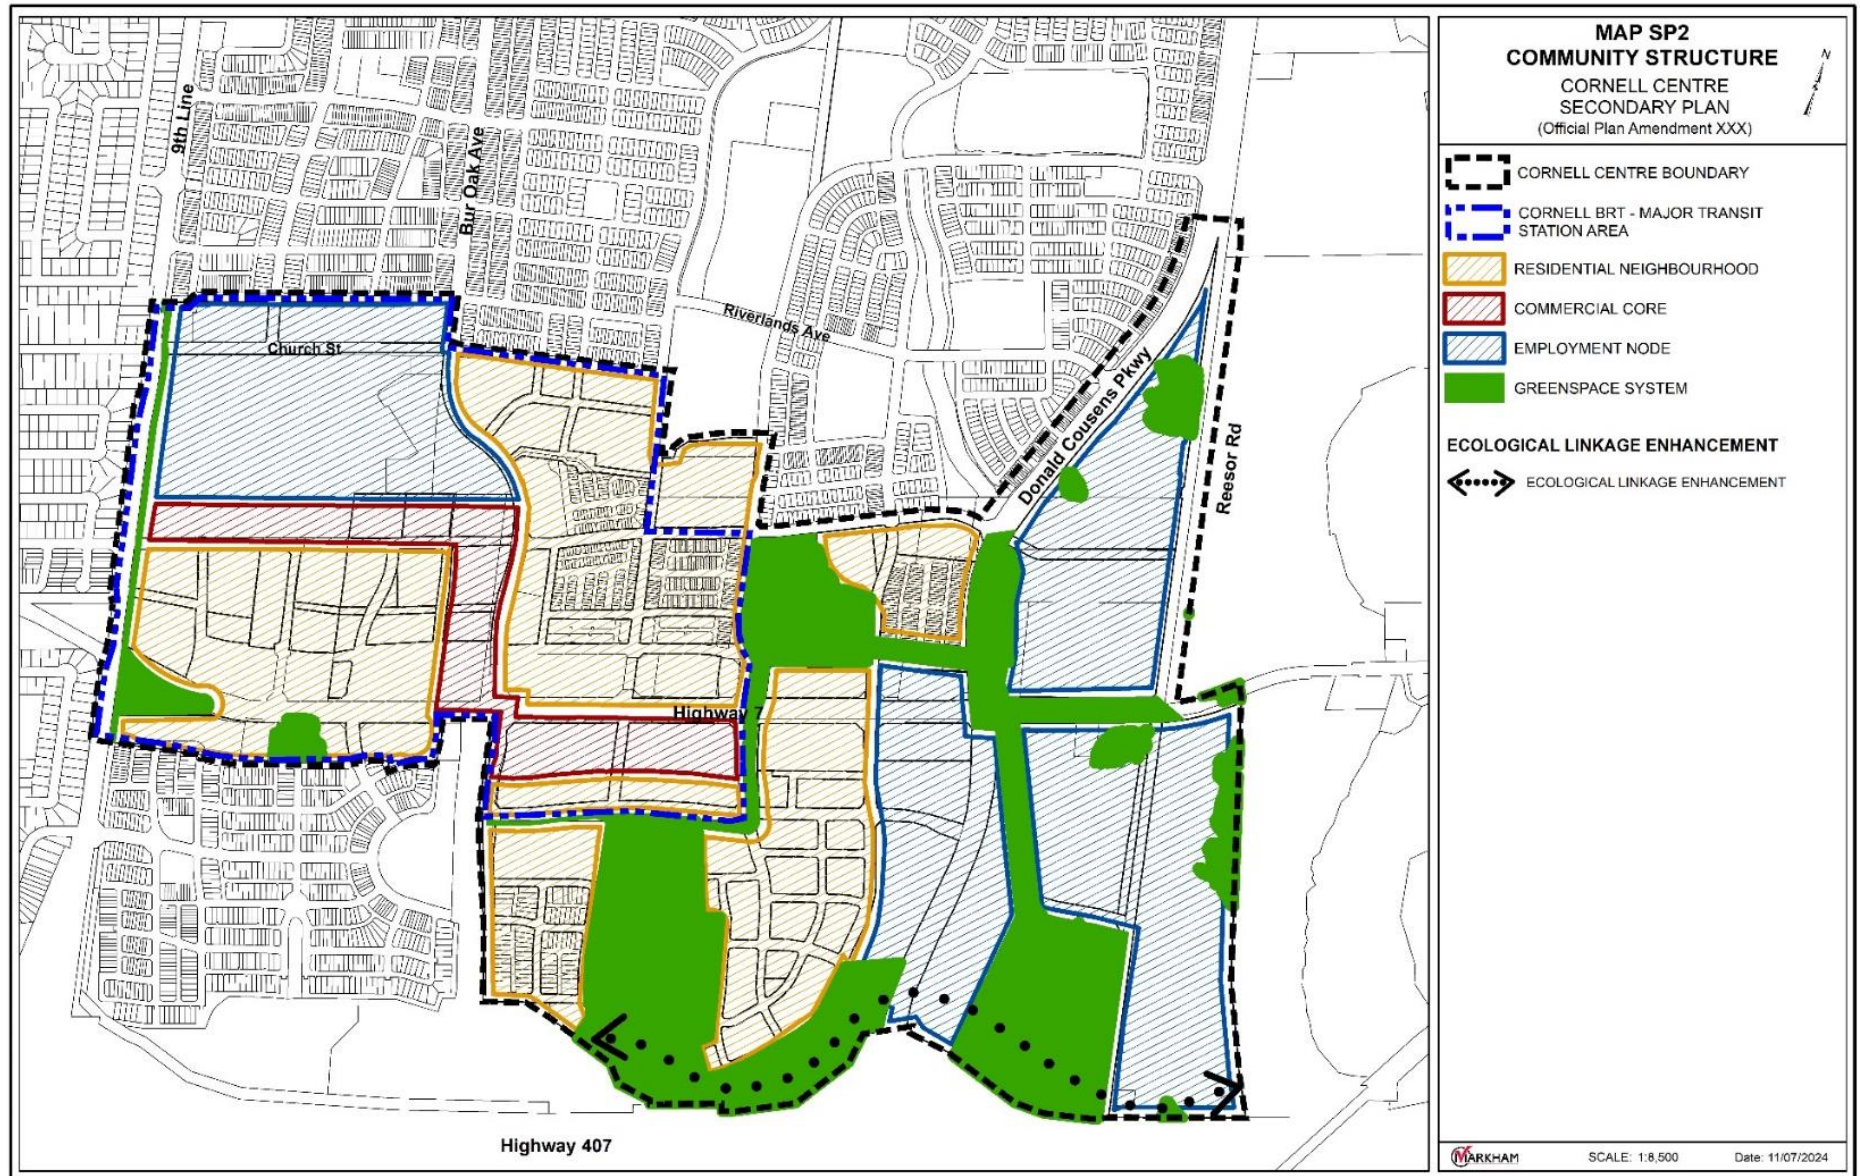 MAP SP2
COMMUNITY STRUCTURE
CORNELL CENTRE
SECONDARY PLAN
(Official Plan Amendment XXX)
N
CORNELL CENTRE BOUNDARY
CORNELL BRT - MAJOR TRANSIT
STATION AREA
RESIDENTIAL NEIGHBOURHOOD
COMMERCIAL CORE
EMPLOYMENT NODE
GREENSPACE SYSTEM
ECOLOGICAL LINKAGE ENHANCEMENT
ECOLOGICAL LINKAGE ENHANCEMENT
9th Line
Bur Oak Ave
Riverlands Ave
Church St
Donald Cousens Pkwy
Reesor Rd
Highway 7
Highway 407
MARKHAM
SCALE: 1:8,500
Date: 11/07/2024